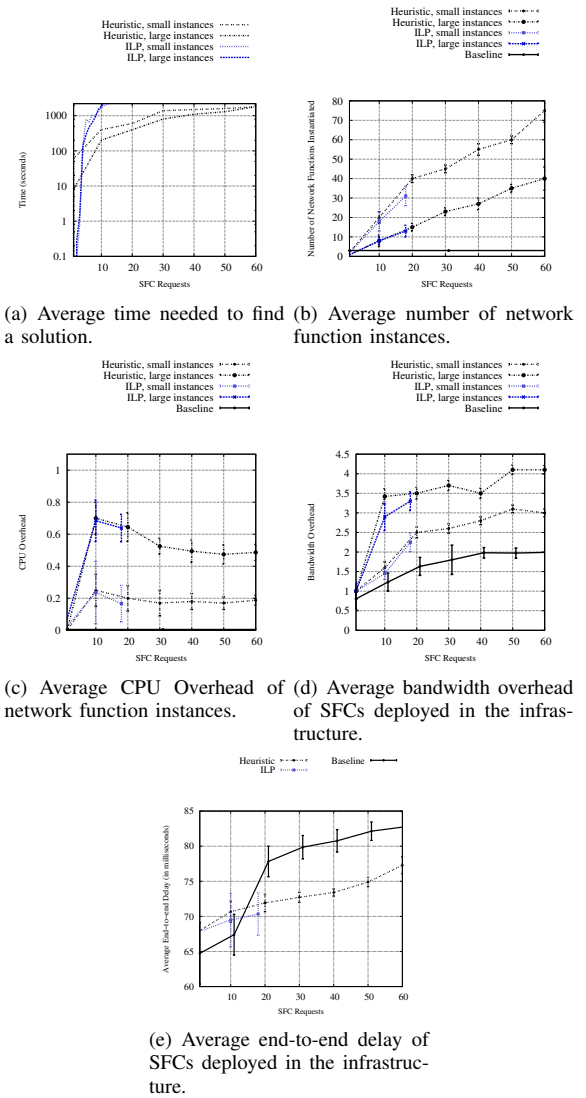 Heuristic, small instances
Heuristic, large instances
ILP, small instances
ILP, large instances
Time (seconds)
1000
100
10
1
0.1
10 20 30 40 50 60
SFC Requests
(a) Average time needed to find
a solution.
Heuristic, small instances
Heuristic, large instances
ILP, small instances
ILP, large instances
Baseline
Number of Network Functions Instantiated
80
70
60
50
40
30
20
10
0
10 20 30 40 50 60
SFC Requests
(b) Average number of network
function instances.
Heuristic, small instances
Heuristic, large instances
ILP, small instances
ILP, large instances
Baseline
CPU Overhead
1
0.8
0.6
0.4
0.2
0
10 20 30 40 50 60
SFC Requests
(c) Average CPU Overhead of
network function instances.
Heuristic, small instances
Heuristic, large instances
ILP, small instances
ILP, large instances
Baseline
Bandwidth Overhead
4.5
4
3.5
3
2.5
2
1.5
1
0.5
0
10 20 30 40 50 60
SFC Requests
(d) Average bandwidth overhead
of SFCs deployed in the infras-
tructure.
Heuristic
ILP
Baseline
Average End-to-end Delay (in milliseconds)
85
80
75
70
65
60
10 20 30 40 50 60
SFC Requests
(e) Average end-to-end delay of
SFCs deployed in the infrastruc-
ture.